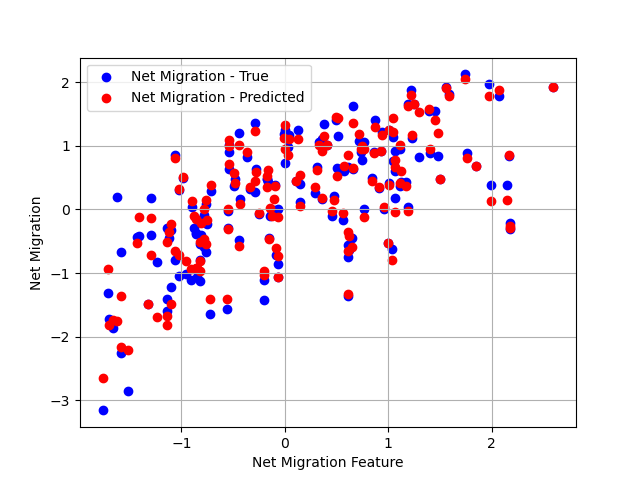 Net Migration - True
Net Migration - Predicted
2
1
0
−1
−2
−3
Net Migration
−1
0
1
2
Net Migration Feature